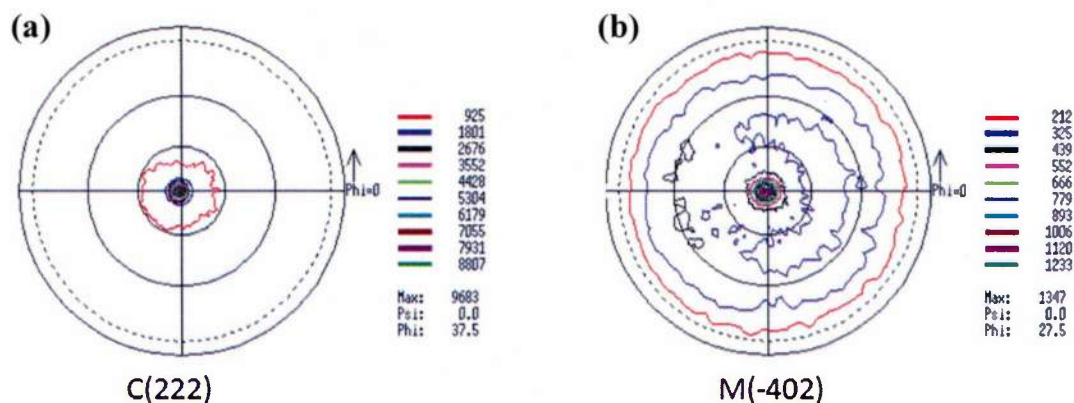 (a)
925
1801
2676
3552
4428
5304
6179
7055
7931
8807
Phi=0
Max: 9683
Psi: 0.0
Phi: 37.5
C(222)
(b)
212
325
439
552
666
779
893
1006
1120
1233
Phi=0
Max: 1347
Psi: 0.0
Phi: 27.5
M(-402)